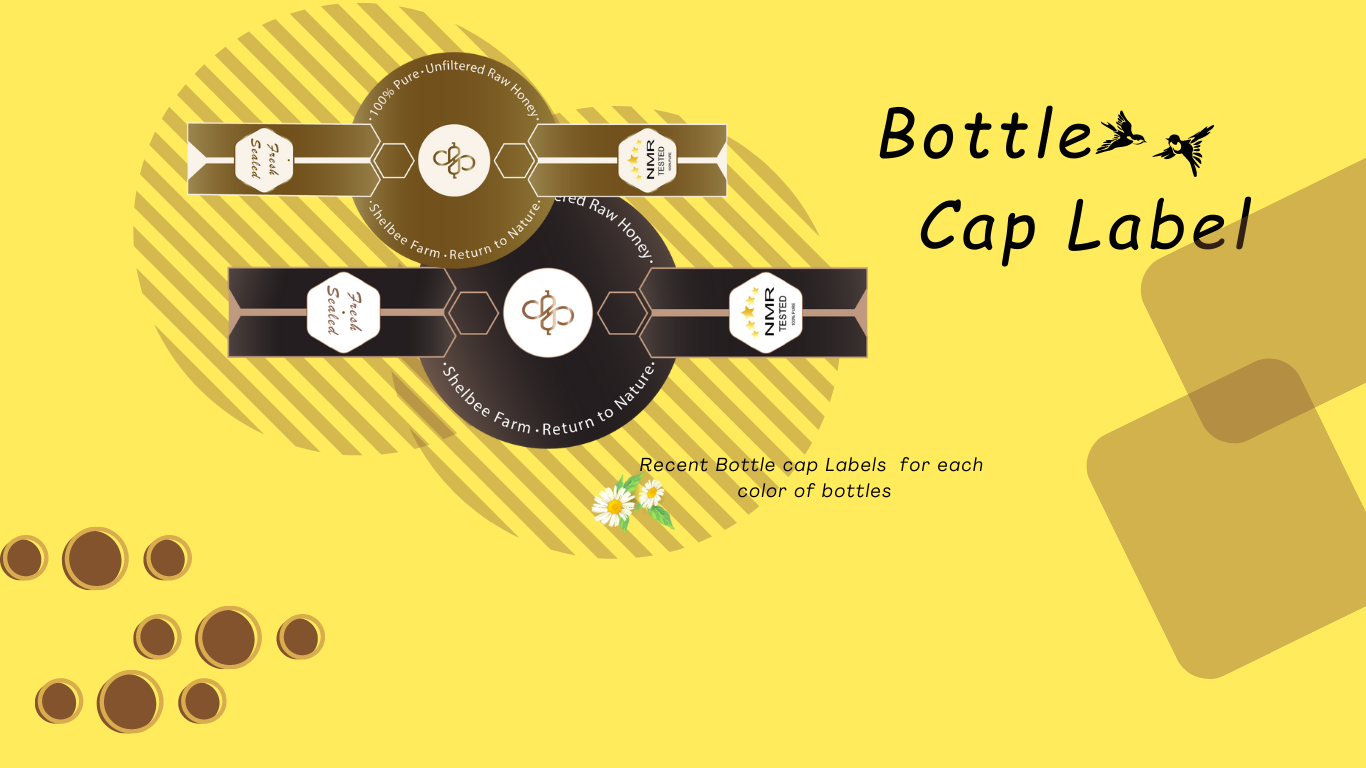 · 100% Pure · Unfiltered Raw Honey ·
Fresh
Sealed
NMR
TESTED
100% PURE
· Shelbee Farm · Return to Nature ·
ered Raw Honey ·
Fresh
Sealed
NMR
TESTED
100% PURE
· Shelbee Farm · Return to Nature ·
Bottle
Cap Label
Recent Bottle cap Labels for each
color of bottles